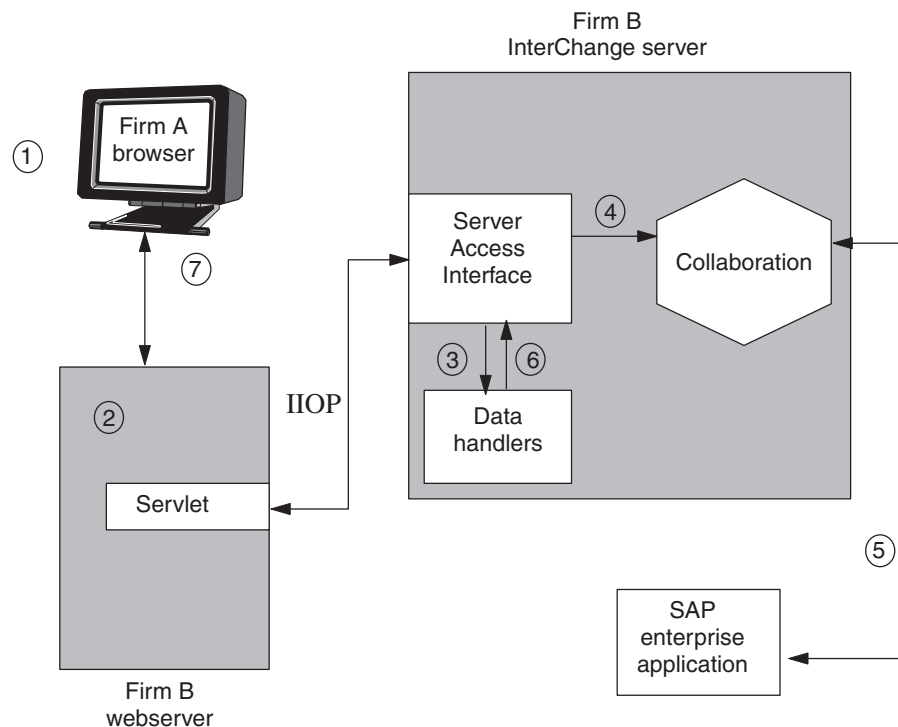 Firm B
InterChange server
Firm A
browser
1
7
Server
Access
Interface
4
Collaboration
3
6
Data
handlers
IIOP
2
Servlet
5
SAP
enterprise
application
Firm B
webserver